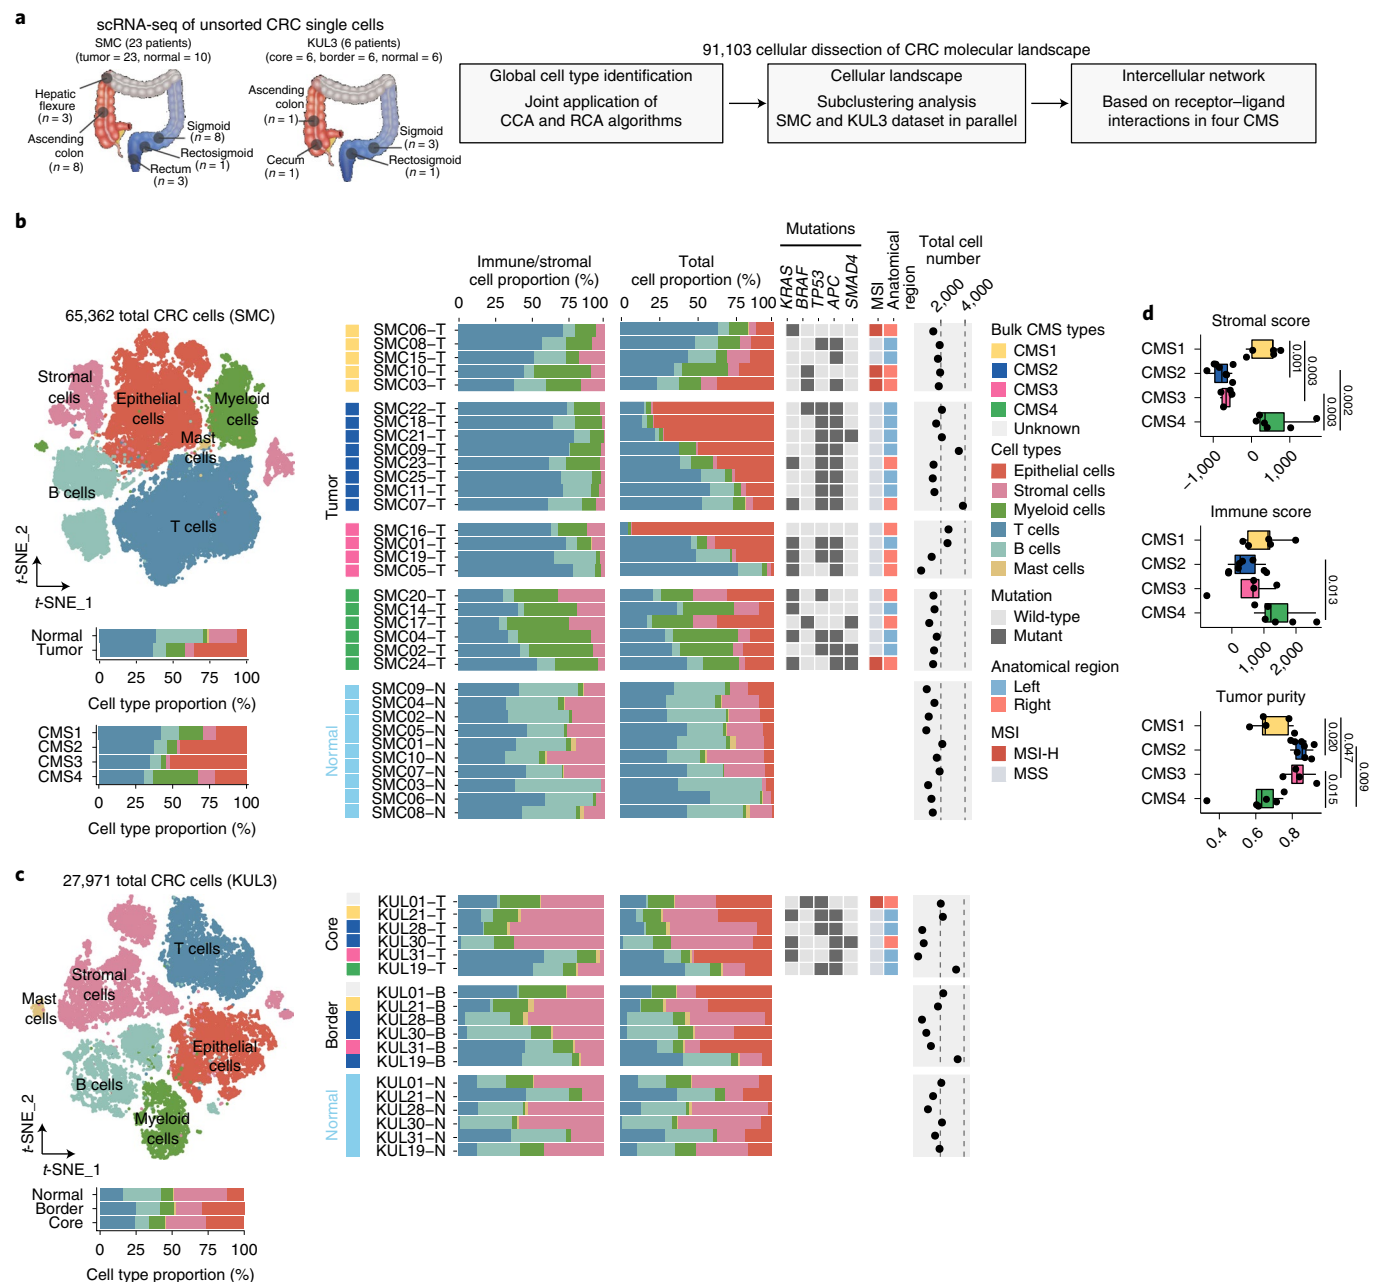 a
scRNA-seq of unsorted CRC single cells
SMC (23 patients)
(tumor = 23, normal = 10)
Hepatic
flexure
(n = 3)
Ascending
colon
(n = 8)
Sigmoid
(n = 8)
Rectosigmoid
(n = 1)
Rectum
(n = 3)
KUL3 (6 patients)
(core = 6, border = 6, normal = 6)
Ascending
colon
(n = 1)
Cecum
(n = 1)
Sigmoid
(n = 3)
Rectosigmoid
(n = 1)
91,103 cellular dissection of CRC molecular landscape
Global cell type identification
Joint application of
CCA and RCA algorithms
Cellular landscape
Subclustering analysis
SMC and KUL3 dataset in parallel
Intercellular network
Based on receptor–ligand
interactions in four CMS
b
65,362 total CRC cells (SMC)
Stromal
cells
Epithelial
cells
Myeloid
cells
Mast
cells
B cells
T cells
t-SNE_2
t-SNE_1
Normal
Tumor
0 25 50 75 100
Cell type proportion (%)
CMS1
CMS2
CMS3
CMS4
0 25 50 75 100
Cell type proportion (%)
Immune/stromal
cell proportion (%)
0 25 50 75 100
Total
cell proportion (%)
0 25 50 75 100
Mutations
KRAS
BRAF
TP53
APC
SMAD4
MSI
Anatomical
region
Total cell
number
2,000
4,000
Tumor
SMC06–T
SMC08–T
SMC15–T
SMC10–T
SMC03–T
SMC22–T
SMC18–T
SMC21–T
SMC09–T
SMC23–T
SMC25–T
SMC11–T
SMC07–T
SMC16–T
SMC01–T
SMC19–T
SMC05–T
SMC20–T
SMC14–T
SMC17–T
SMC04–T
SMC02–T
SMC24–T
Normal
SMC09–N
SMC04–N
SMC02–N
SMC05–N
SMC01–N
SMC10–N
SMC07–N
SMC03–N
SMC06–N
SMC08–N
Bulk CMS types
CMS1
CMS2
CMS3
CMS4
Unknown
Cell types
Epithelial cells
Stromal cells
Myeloid cells
T cells
B cells
Mast cells
Mutation
Wild-type
Mutant
Anatomical region
Left
Right
MSI
MSI-H
MSS
d
Stromal score
CMS1
CMS2
CMS3
CMS4
0.001
0.003
0.003
0.002
–1,000
0
1,000
Immune score
CMS1
CMS2
CMS3
CMS4
0.013
0
1,000
2,000
Tumor purity
CMS1
CMS2
CMS3
CMS4
0.020
0.047
0.015
0.009
0.4
0.6
0.8
c
27,971 total CRC cells (KUL3)
T cells
Stromal
cells
Mast
cells
Epithelial
cells
B cells
Myeloid
cells
t-SNE_2
t-SNE_1
Normal
Border
Core
0 25 50 75 100
Cell type proportion (%)
Core
KUL01–T
KUL21–T
KUL28–T
KUL30–T
KUL31–T
KUL19–T
Border
KUL01–B
KUL21–B
KUL28–B
KUL30–B
KUL31–B
KUL19–B
Normal
KUL01–N
KUL21–N
KUL28–N
KUL30–N
KUL31–N
KUL19–N